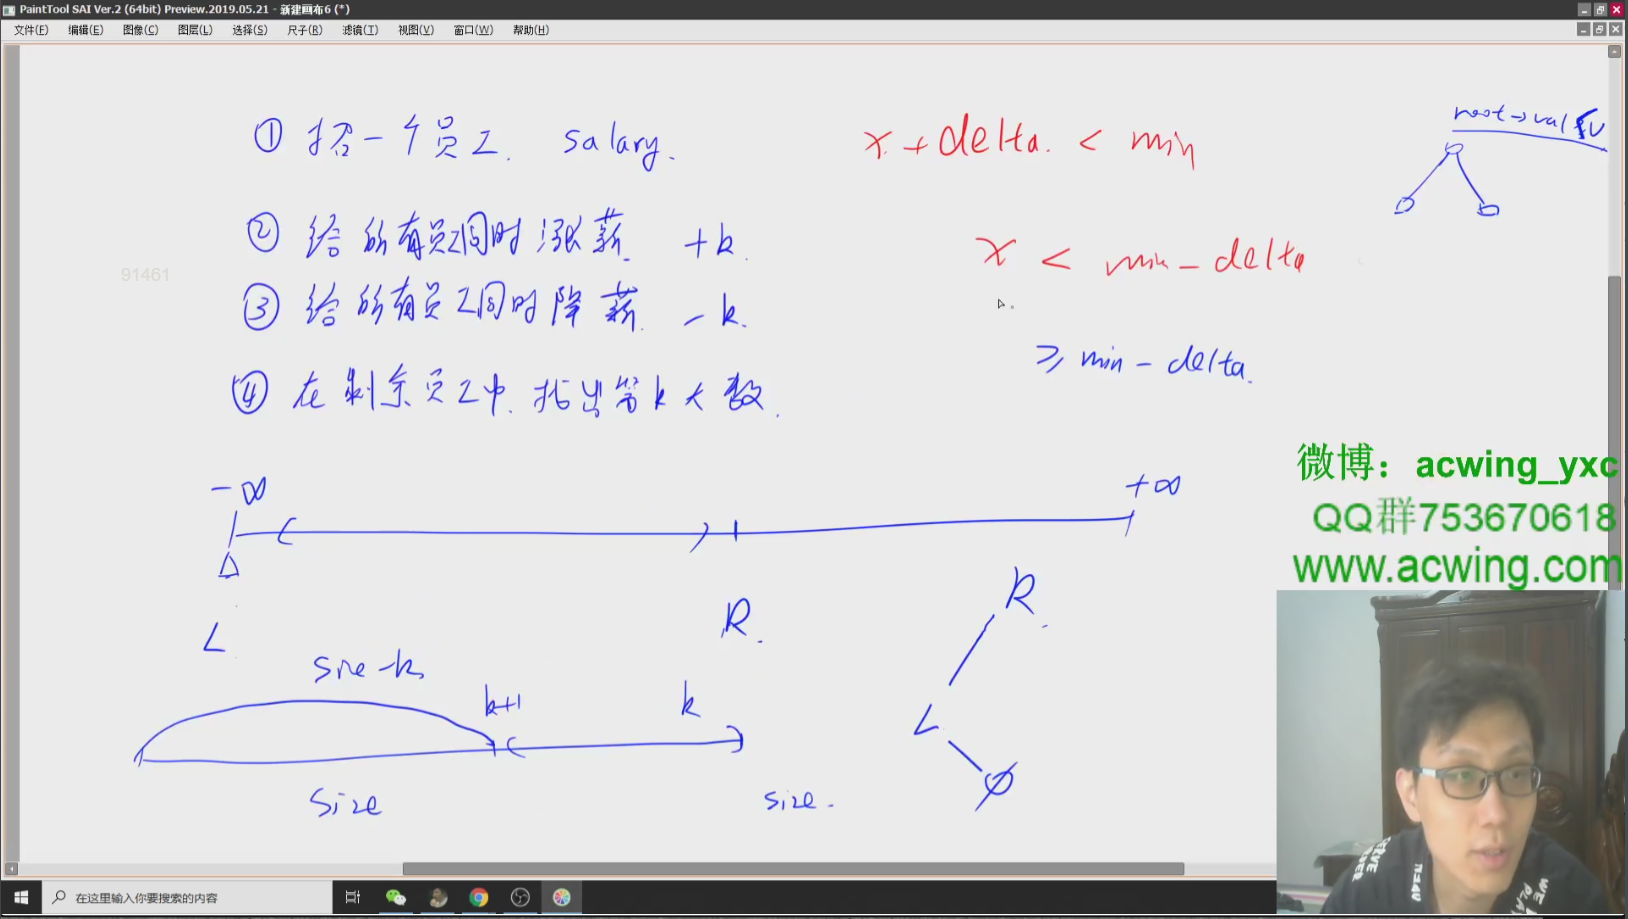 PaintTool SAI Ver.2 (64bit) Preview.2019.05.21 - 新建画布6 (*)
文件(F) 编辑(E) 图像(C) 图层(L) 选择(S) 尺子(R) 滤镜(T) 视图(V) 窗口(W) 帮助(H)
① 招一个员工. salary.
x + delta. < min
root->val
② 给所有员工同时涨薪. +k.
x < min - delta
91461
③ 给所有员工同时降薪. -k.
≥ min - delta.
④ 在剩余员工中. 找出第k大数.
微博：acwing_yxc
QQ群753670618
www.acwing.com
-∞ +∞
L
R.
R.
size-k
k+1
k
L
size
size.
在这里输入你要搜索的内容